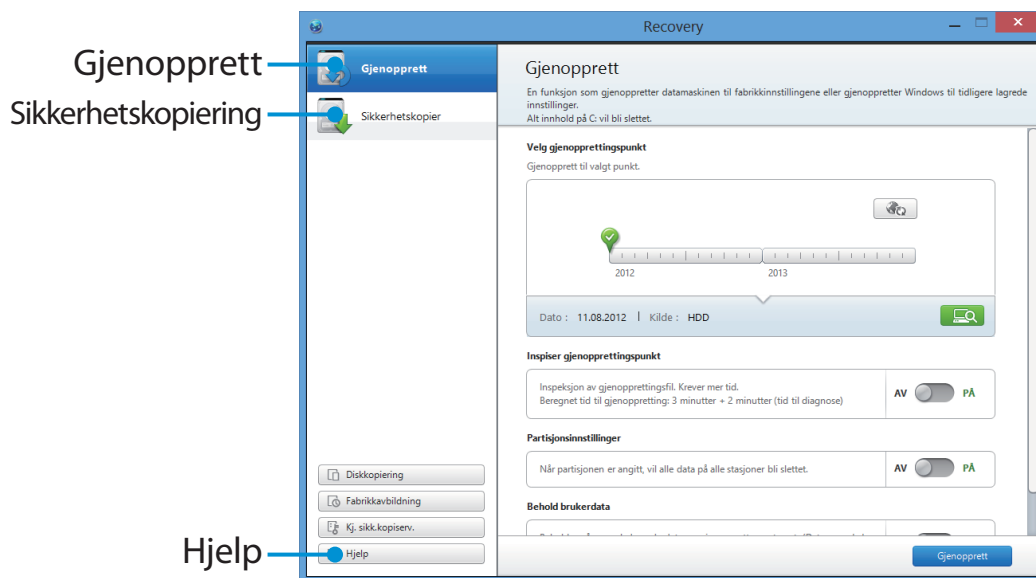 Recovery
Gjenopprett
Sikkerhetskopiering
Hjelp
Gjenopprett
Sikkerhetskopier
Diskkopiering
Fabrikkavbildning
Kj. sikk.kopiserv.
Hjelp
Gjenopprett
En funksjon som gjenoppretter datamaskinen til fabrikkinnstillingene eller gjenoppretter Windows til tidligere lagrede
innstillinger.
Alt innhold på C: vil bli slettet.
Velg gjenopprettingspunkt
Gjenopprett til valgt punkt.
2012 2013
Dato : 11.08.2012 | Kilde : HDD
Inspiser gjenopprettingspunkt
Inspeksjon av gjenopprettingsfil. Krever mer tid.
Beregnet tid til gjenoppretting: 3 minutter + 2 minutter (tid til diagnose)
AV PÅ
Partisjonsinnstillinger
Når partisjonen er angitt, vil alle data på alle stasjoner bli slettet.
AV PÅ
Behold brukerdata
Gjenopprett